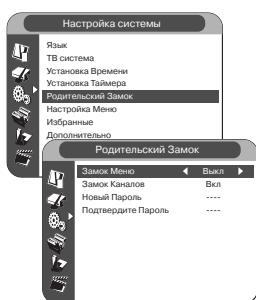 Настройка системы
Язык
ТВ система
Установка Времени
Установка Таймера
Родительский Замок
Настройка Меню
Избранные
Дополнительно
Родительский Замок
Замок Меню Выкл
Замок Каналов Вкл
Новый Пароль ----
Подтвердите Пароль ----